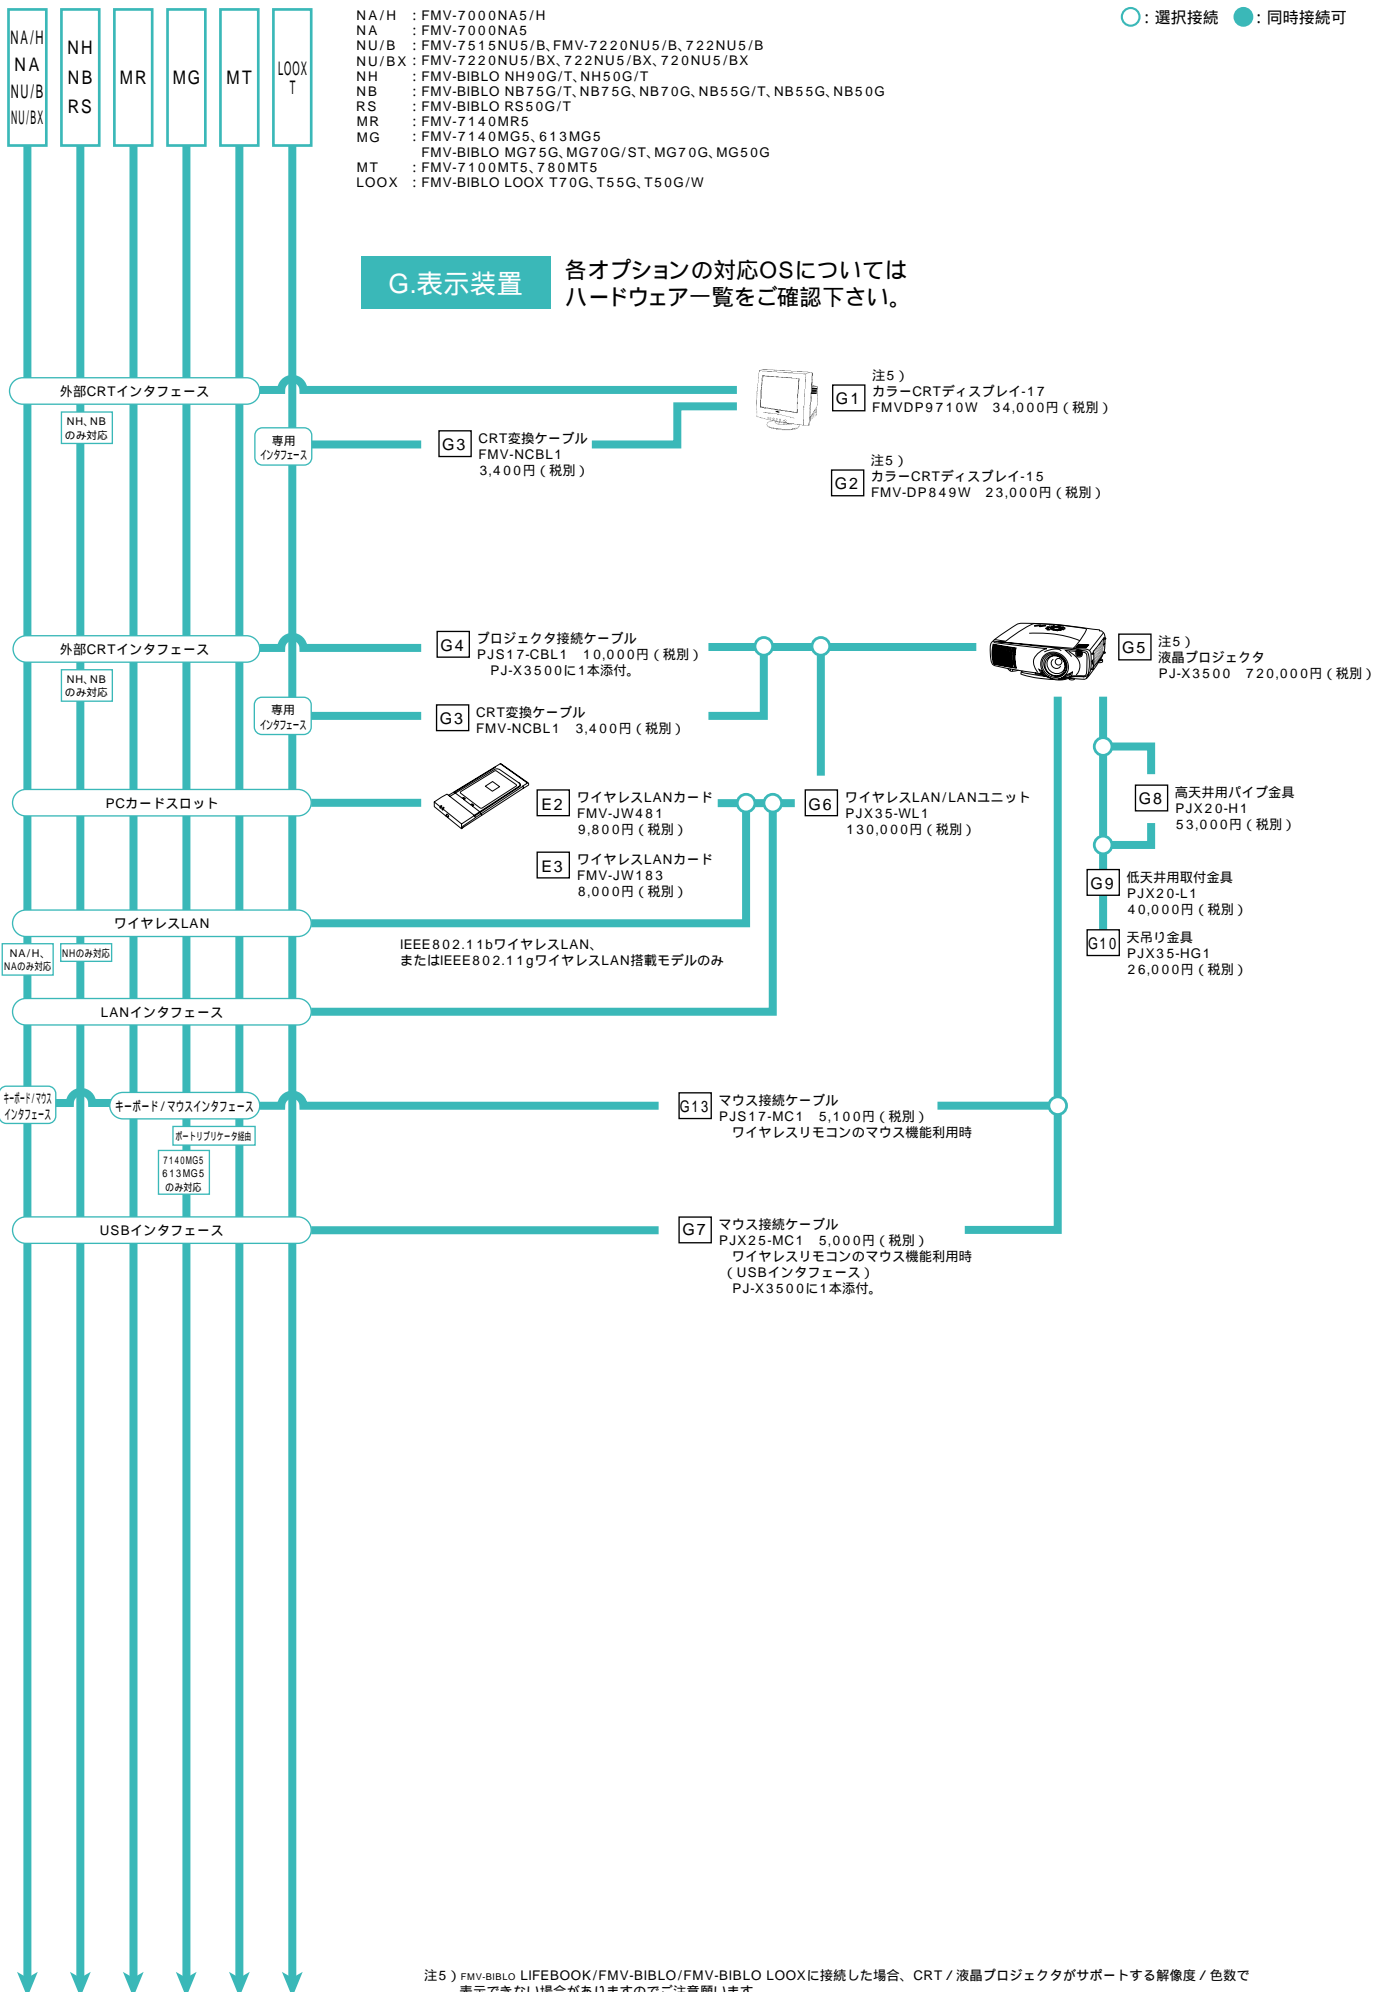 NA/H
NA
NU/B
NU/BX
NH
NB
RS
MR
MG
MT
LOOX
T
NA/H : FMV-7000NA5/H
NA : FMV-7000NA5
NU/B : FMV-7515NU5/B、FMV-7220NU5/B、722NU5/B
NU/BX : FMV-7220NU5/BX、722NU5/BX、720NU5/BX
NH : FMV-BIBLO NH90G/T、NH50G/T
NB : FMV-BIBLO NB75G/T、NB75G、NB70G、NB55G/T、NB55G、NB50G
RS : FMV-BIBLO RS50G/T
MR : FMV-7140MR5
MG : FMV-7140MG5、613MG5
FMV-BIBLO MG75G、MG70G/ST、MG70G、MG50G
MT : FMV-7100MT5、780MT5
LOOX : FMV-BIBLO LOOX T70G、T55G、T50G/W
○：選択接続 ●：同時接続可
G.表示装置
各オプションの対応OSについては
ハードウェア一覧をご確認下さい。
外部CRTインタフェース
NH、NB
のみ対応
専用
インタフェース
G3 CRT変換ケーブル
FMV-NCBL1
3,400円（税別）
注5）
G1 カラーCRTディスプレイ-17
FMVDP9710W 34,000円（税別）
注5）
G2 カラーCRTディスプレイ-15
FMV-DP849W 23,000円（税別）
外部CRTインタフェース
NH、NB
のみ対応
専用
インタフェース
G4 プロジェクタ接続ケーブル
PJS17-CBL1 10,000円（税別）
PJ-X3500に1本添付。
G3 CRT変換ケーブル
FMV-NCBL1 3,400円（税別）
G5 注5）
液晶プロジェクタ
PJ-X3500 720,000円（税別）
PCカードスロット
E2 ワイヤレスLANカード
FMV-JW481
9,800円（税別）
E3 ワイヤレスLANカード
FMV-JW183
8,000円（税別）
G6 ワイヤレスLAN/LANユニット
PJX35-WL1
130,000円（税別）
G8 高天井用パイプ金具
PJX20-H1
53,000円（税別）
G9 低天井用取付金具
PJX20-L1
40,000円（税別）
G10 天吊り金具
PJX35-HG1
26,000円（税別）
ワイヤレスLAN
NA/H、
NAのみ対応
NHのみ対応
IEEE802.11bワイヤレスLAN、
またはIEEE802.11gワイヤレスLAN搭載モデルのみ
LANインタフェース
キーボード/マウス
インタフェース
キーボード/マウスインタフェース
ポートリプリケータ経由
7140MG5
613MG5
のみ対応
G13 マウス接続ケーブル
PJS17-MC1 5,100円（税別）
ワイヤレスリモコンのマウス機能利用時
USBインタフェース
G7 マウス接続ケーブル
PJX25-MC1 5,000円（税別）
ワイヤレスリモコンのマウス機能利用時
（USBインタフェース）
PJ-X3500に1本添付。
注5）FMV-BIBLO LIFEBOOK/FMV-BIBLO/FMV-BIBLO LOOXに接続した場合、CRT/液晶プロジェクタがサポートする解像度/色数で
表示できない場合がありますのでご注意願います。